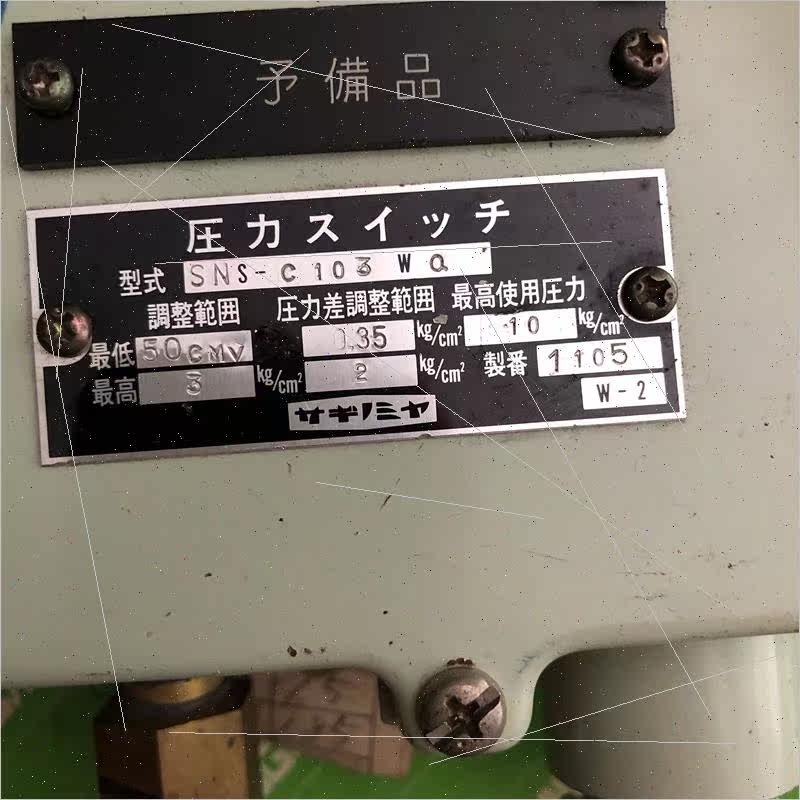 予備品
圧力スイッチ
型式 SNS-C103WQ
調整範囲 圧力差調整範囲 最高使用圧力
最低 50cmV 0.35 kg/cm² 10 kg/cm²
最高 3 kg/cm² 2 kg/cm² 製番 1105
W-2
サギノミヤ